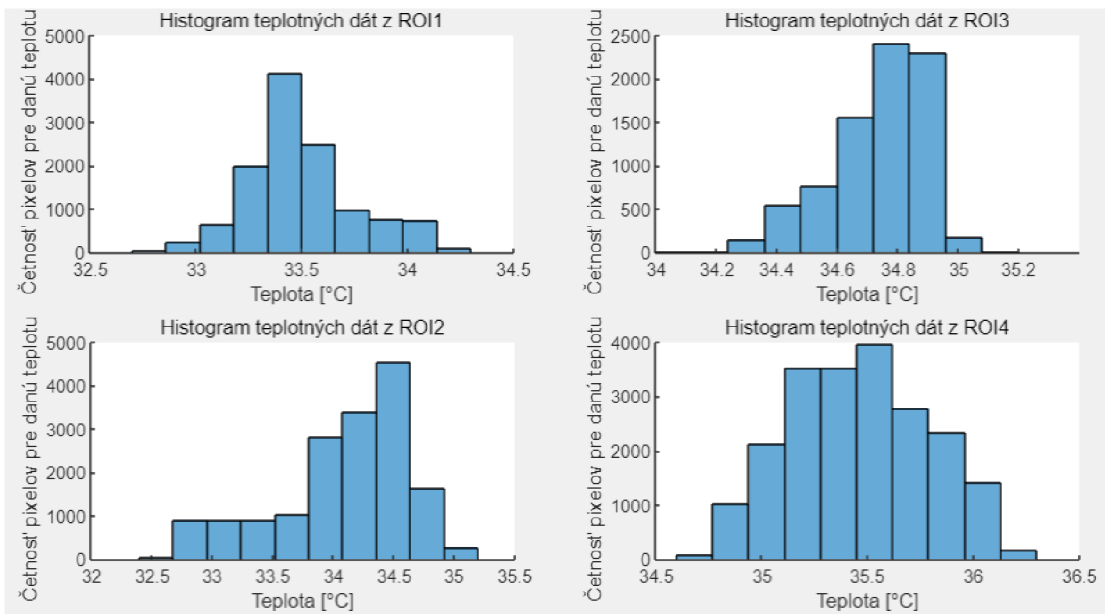 Histogram teplotných dát z ROI1
Četnosť pixelov pre danú teplotu
5000
4000
3000
2000
1000
0
32.5 33 33.5 34 34.5
Teplota [°C]
Histogram teplotných dát z ROI3
Četnosť pixelov pre danú teplotu
2500
2000
1500
1000
500
0
34 34.2 34.4 34.6 34.8 35 35.2
Teplota [°C]
Histogram teplotných dát z ROI2
Četnosť pixelov pre danú teplotu
5000
4000
3000
2000
1000
0
32 32.5 33 33.5 34 34.5 35 35.5
Teplota [°C]
Histogram teplotných dát z ROI4
Četnosť pixelov pre danú teplotu
4000
3000
2000
1000
0
34.5 35 35.5 36 36.5
Teplota [°C]